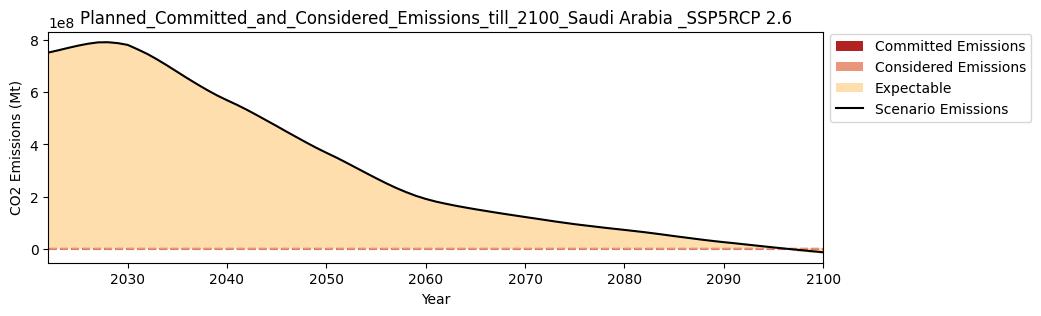 Planned_Committed_and_Considered_Emissions_till_2100_Saudi Arabia _SSP5RCP 2.6
1e8
8
6
4
2
0
CO2 Emissions (Mt)
2030 2040 2050 2060 2070 2080 2090 2100
Year
Committed Emissions
Considered Emissions
Expectable
Scenario Emissions